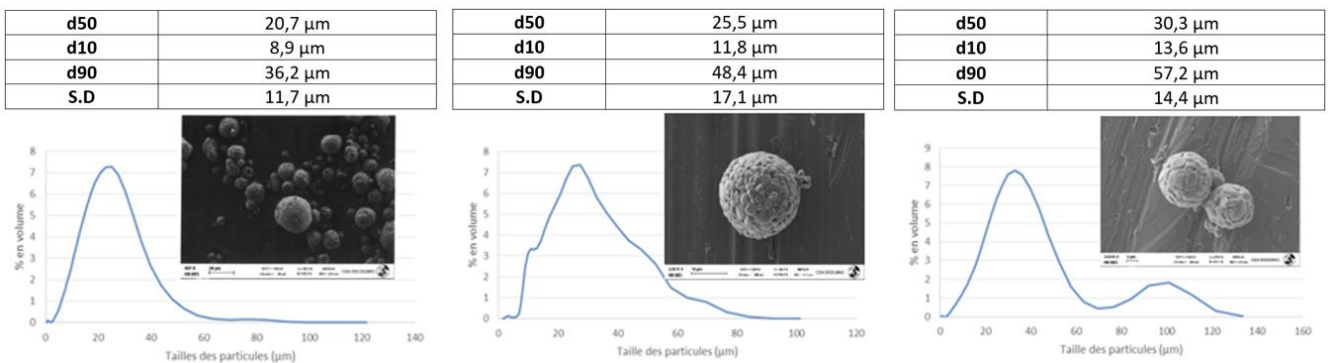 d50 20,7 µm
d10 8,9 µm
d90 36,2 µm
S.D 11,7 µm
8
7
6
5
4
3
2
1
0
% en volume
0 20 40 60 80 100 120 140
Tailles des particules (µm)
d50 25,5 µm
d10 11,8 µm
d90 48,4 µm
S.D 17,1 µm
8
7
6
5
4
3
2
1
0
% en volume
0 20 40 60 80 100 120
Taille des particules (µm)
d50 30,3 µm
d10 13,6 µm
d90 57,2 µm
S.D 14,4 µm
9
8
7
6
5
4
3
2
1
0
% en volume
0 20 40 60 80 100 120 140 160
Taille des particules (µm)